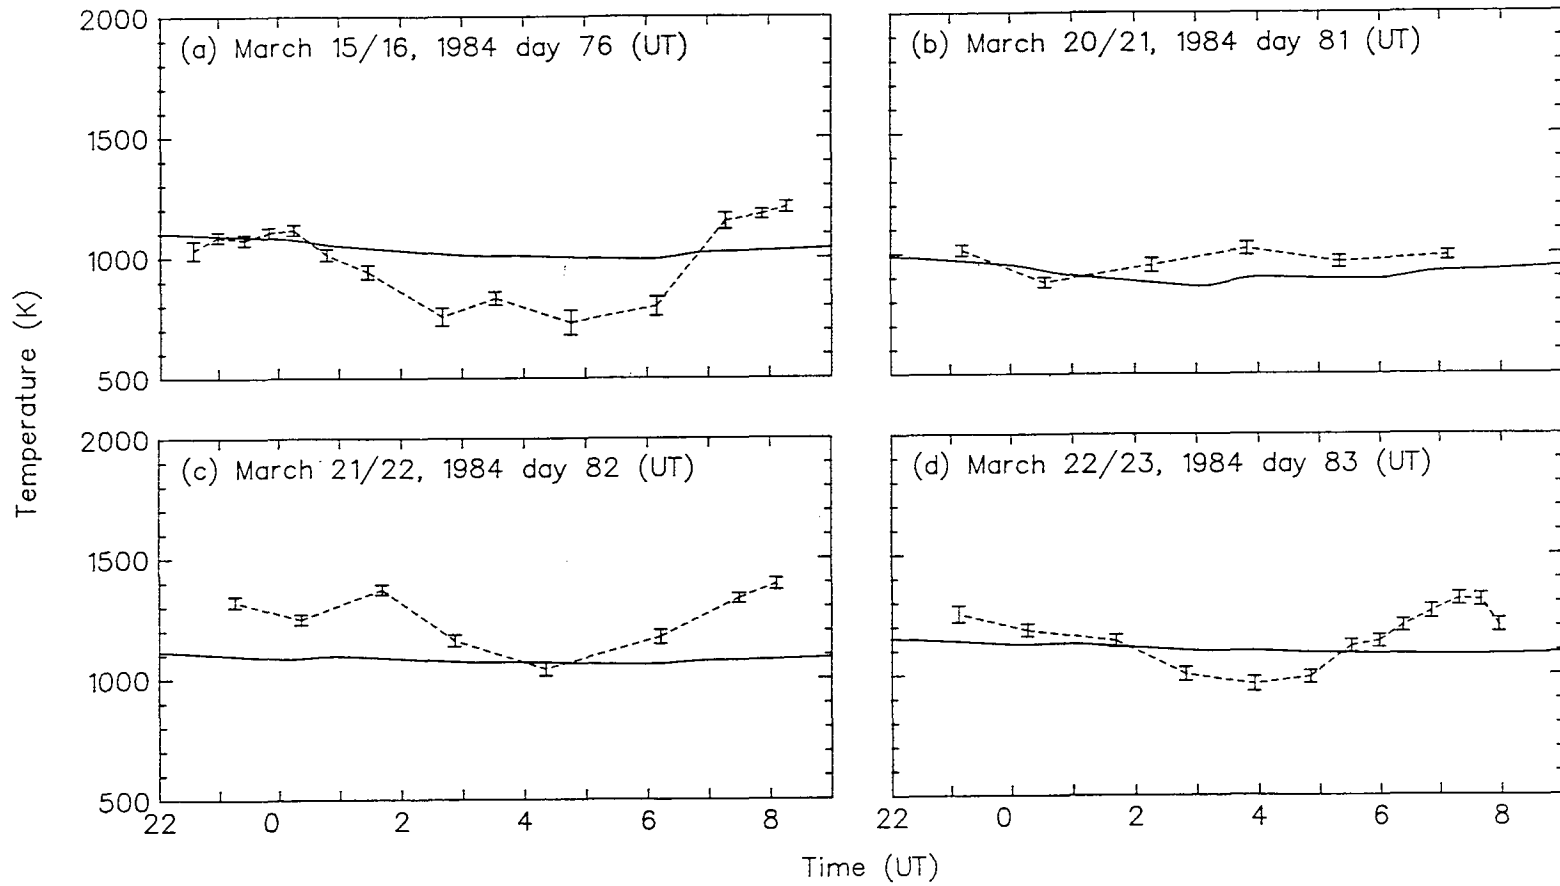 Temperature (K)
2000
1500
1000
500
(a) March 15/16, 1984 day 76 (UT)
(b) March 20/21, 1984 day 81 (UT)
2000
1500
1000
500
(c) March 21/22, 1984 day 82 (UT)
(d) March 22/23, 1984 day 83 (UT)
22 0 2 4 6 8
22 0 2 4 6 8
Time (UT)